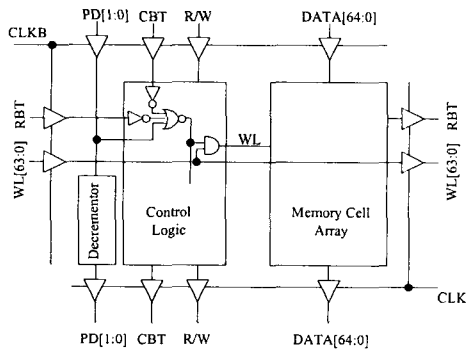 PD[1:0] CBT R/W DATA[64:0]
CLKB
RBT RBT
WL[63:0] WL WL[63:0]
Decrementor
Control
Logic
Memory Cell
Array
CLK
PD[1:0] CBT R/W DATA[64:0]